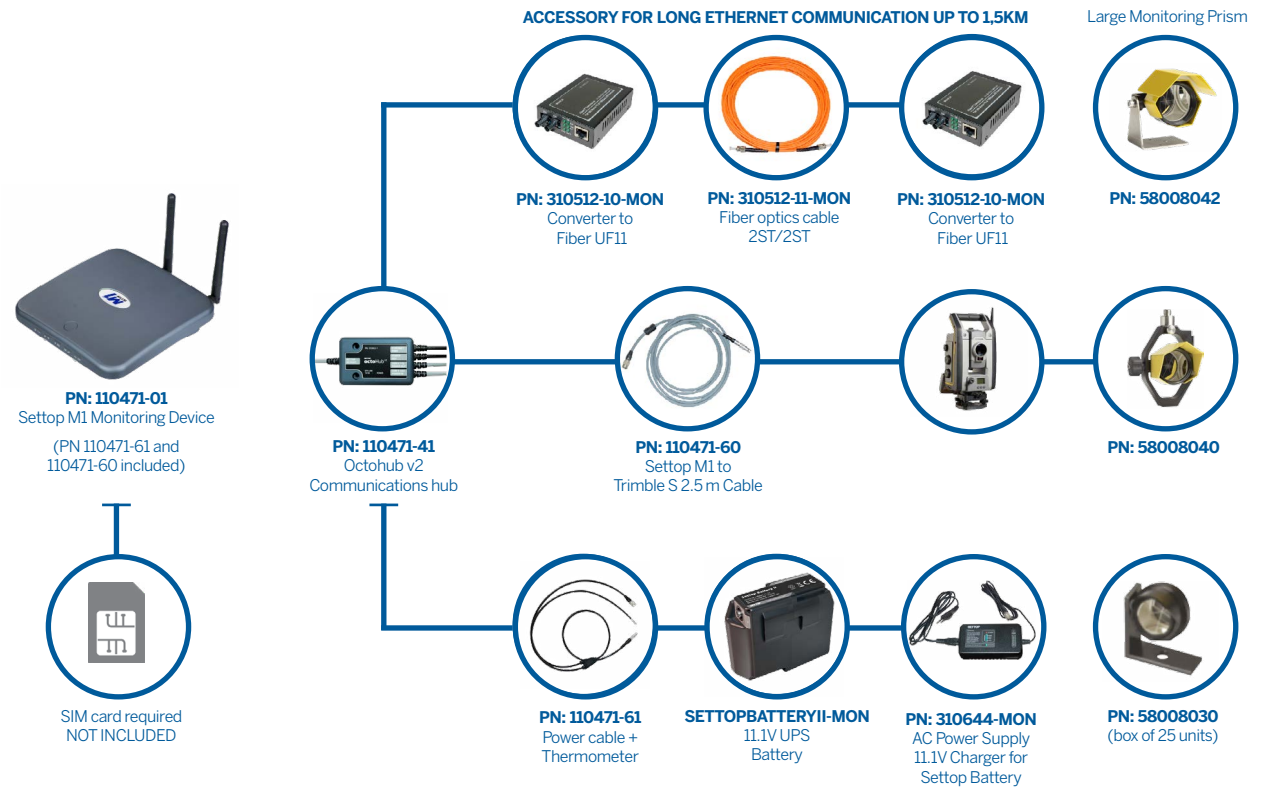 ACCESSORY FOR LONG ETHERNET COMMUNICATION UP TO 1,5KM
Large Monitoring Prism
PN: 310512-10-MON
Converter to
Fiber UF11
PN: 310512-11-MON
Fiber optics cable
2ST/2ST
PN: 310512-10-MON
Converter to
Fiber UF11
PN: 58008042
M1
PN: 110471-01
Settop M1 Monitoring Device
(PN 110471-61 and
110471-60 included)
octoHub
PN: 110471-41
Octohub v2
Communications hub
PN: 110471-60
Settop M1 to
Trimble S 2.5 m Cable
PN: 58008040
SIM card required
NOT INCLUDED
PN: 110471-61
Power cable +
Thermometer
SETTOPBATTERYII-MON
11.1V UPS
Battery
PN: 310644-MON
AC Power Supply
11.1V Charger for
Settop Battery
PN: 58008030
(box of 25 units)